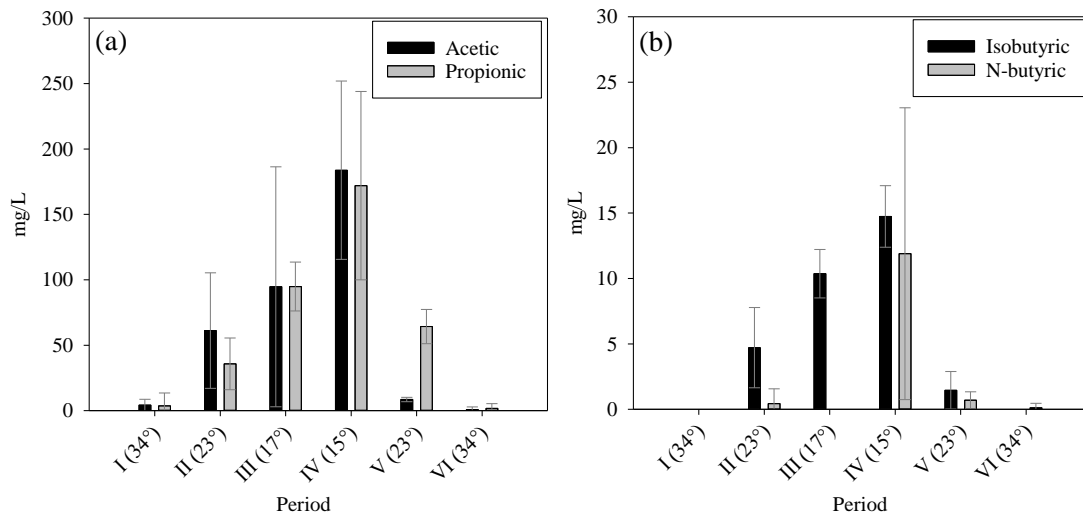 (a)
Acetic
Propionic
mg/L
300
250
200
150
100
50
0
I (34°)
II (23°)
III (17°)
IV (15°)
V (23°)
VI (34°)
Period
(b)
Isobutyric
N-butyric
mg/L
30
25
20
15
10
5
0
I (34°)
II (23°)
III (17°)
IV (15°)
V (23°)
VI (34°)
Period